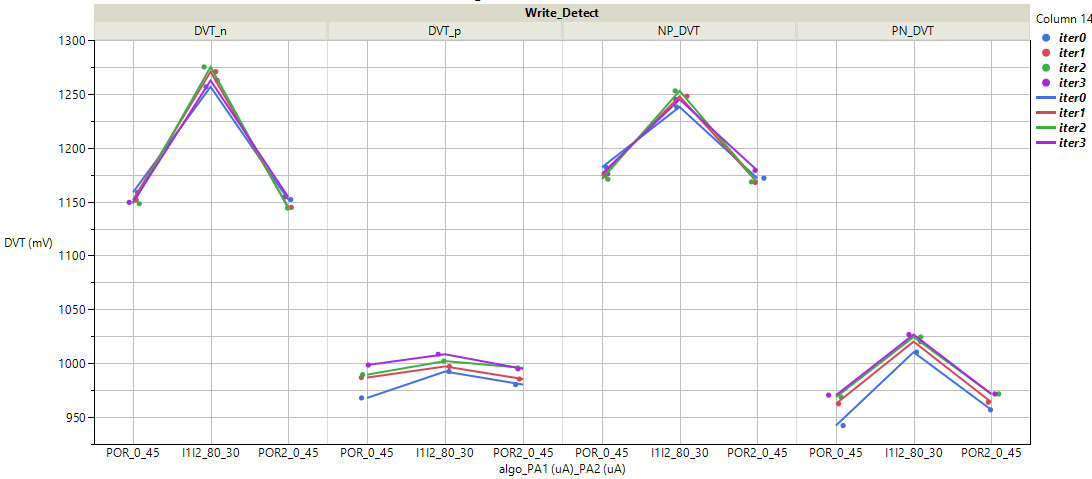 Write_Detect
DVT_n DVT_p NP_DVT PN_DVT
Column 14
iter0
iter1
iter2
iter3
iter0
iter1
iter2
iter3
DVT (mV)
1300
1250
1200
1150
1100
1050
1000
950
POR_0_45 I1I2_80_30 POR2_0_45 POR_0_45 I1I2_80_30 POR2_0_45 POR_0_45 I1I2_80_30 POR2_0_45 POR_0_45 I1I2_80_30 POR2_0_45
algo_PA1 (uA)_PA2 (uA)